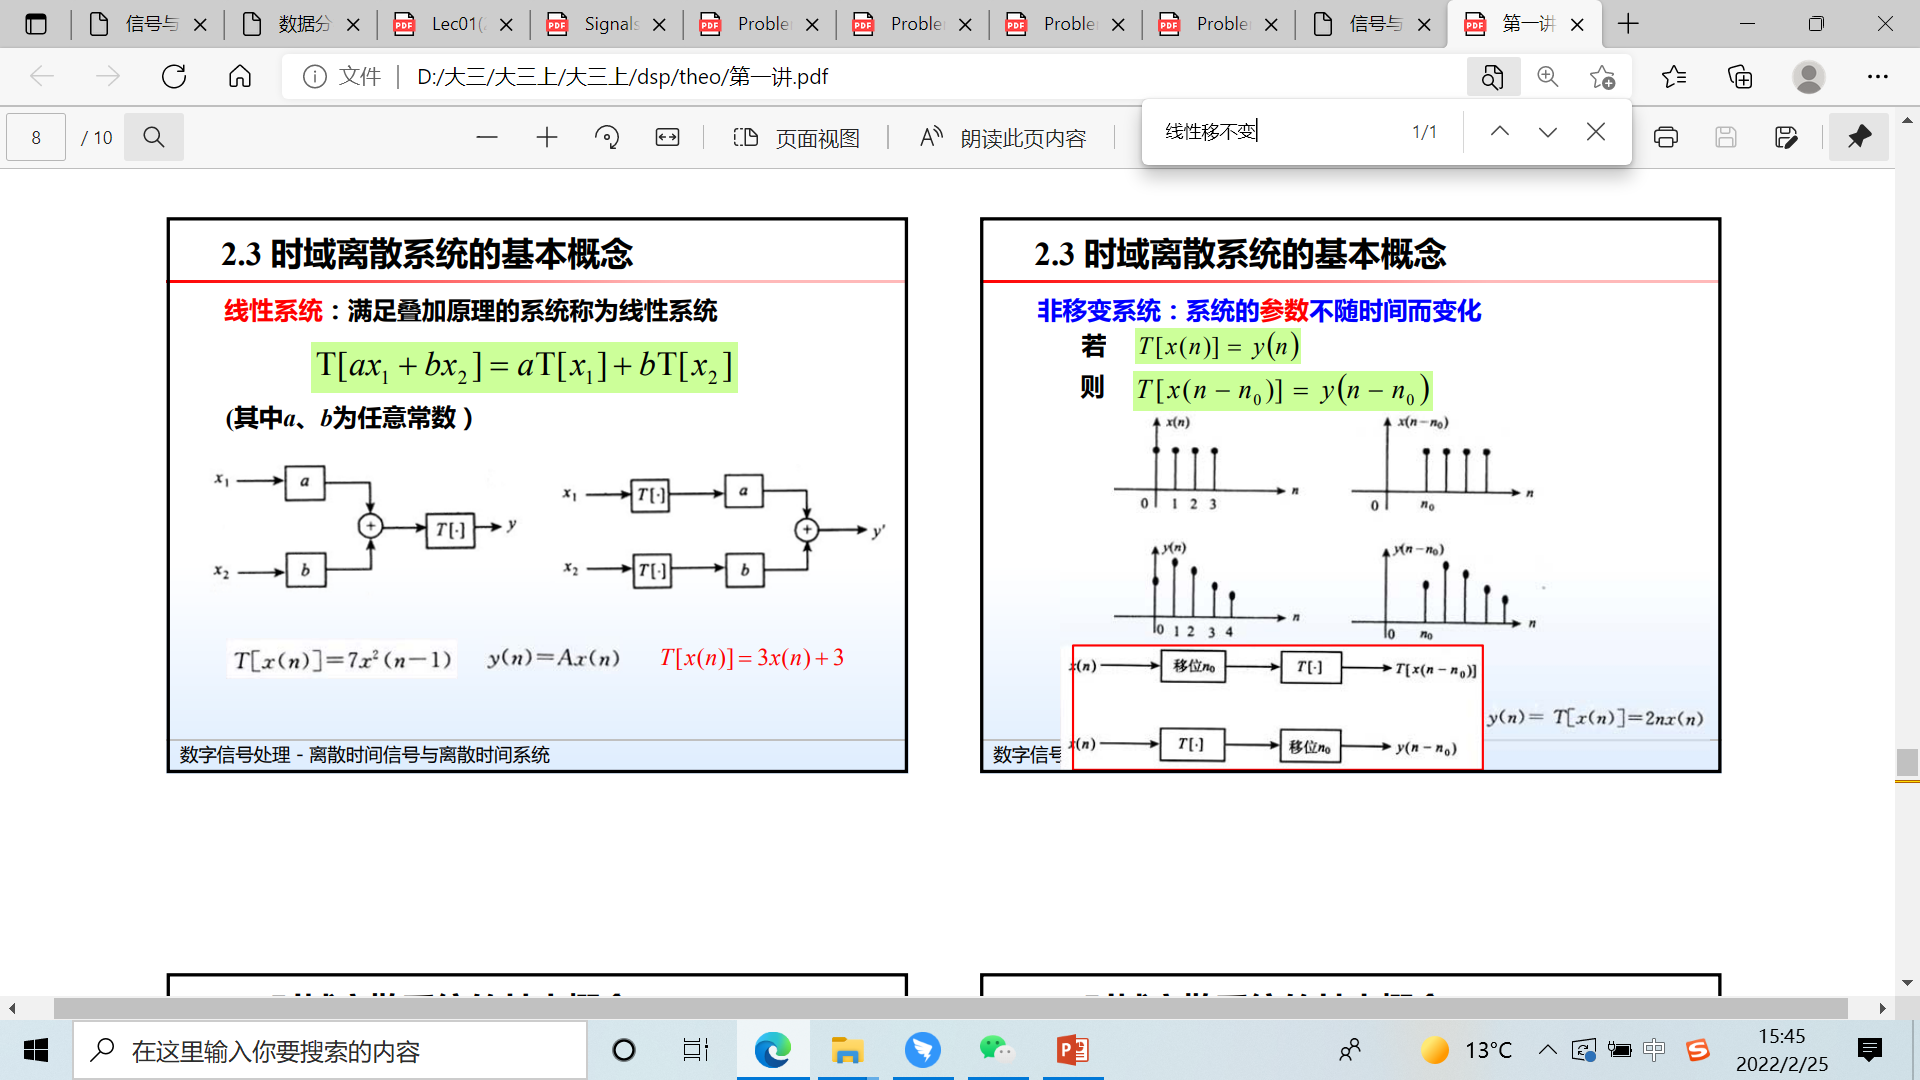 信号与
数据分
Lec01(
Signals
Problem
Problem
Problem
Problem
信号与
第一讲
文件
D:/大三/大三上/大三上/dsp/theo/第一讲.pdf
8 / 10
页面视图
朗读此页内容
线性移不变
1/1
2.3 时域离散系统的基本概念
线性系统：满足叠加原理的系统称为线性系统
T[ax₁ + bx₂] = aT[x₁] + bT[x₂]
(其中a、b为任意常数 )
x₁ a
x₂ b
+ T[·] y
x₁ T[·] a
x₂ T[·] b
+ y′
T[x(n)]=7x²(n−1) y(n)=Ax(n) T[x(n)] = 3x(n) + 3
数字信号处理 - 离散时间信号与离散时间系统
2.3 时域离散系统的基本概念
非移变系统：系统的参数不随时间而变化
若 T[x(n)] = y(n)
则 T[x(n − n₀)] = y(n − n₀)
x(n)
0 1 2 3 n
x(n−n₀)
0 n₀ n
y(n)
0 1 2 3 4 n
y(n−n₀)
0 n₀ n
x(n) 移位n₀ T[·] T[x(n−n₀)]
x(n) T[·] 移位n₀ y(n−n₀)
y(n)= T[x(n)]=2nx(n)
数字信号
在这里输入你要搜索的内容
13°C
中
15:45
2022/2/25